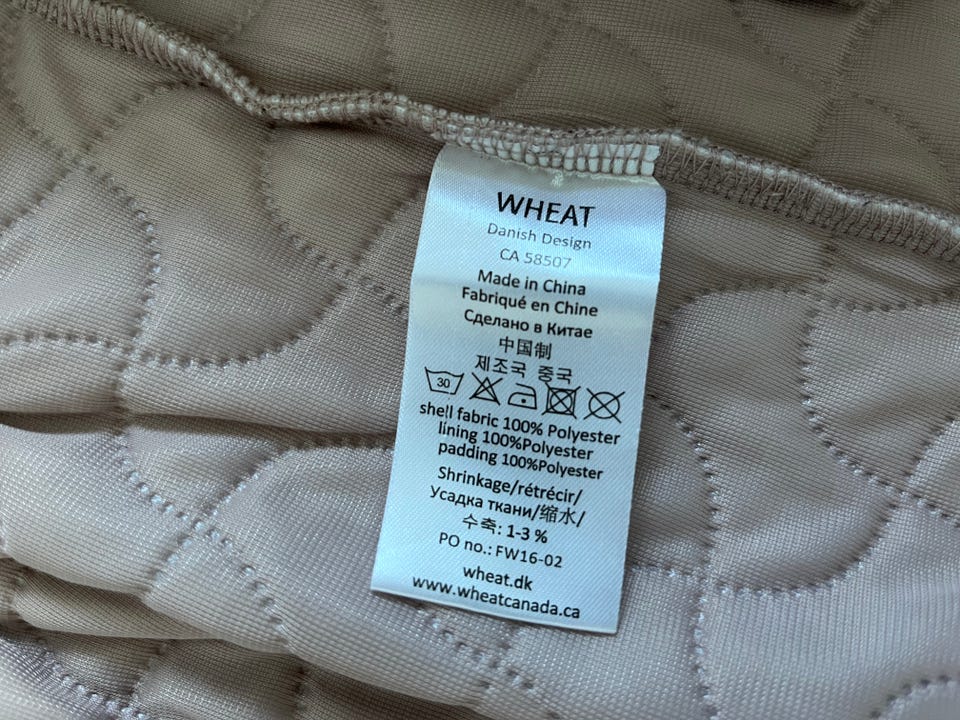 WHEAT
Danish Design
CA 58507
Made in China
Fabriqué en Chine
Сделано в Китае
中国制
제조국 중국
30
shell fabric 100% Polyester
lining 100%Polyester
padding 100%Polyester
Shrinkage/rétrécir/
Усадка ткани/缩水/
수축: 1-3 %
PO no.: FW16-02
wheat.dk
www.wheatcanada.ca